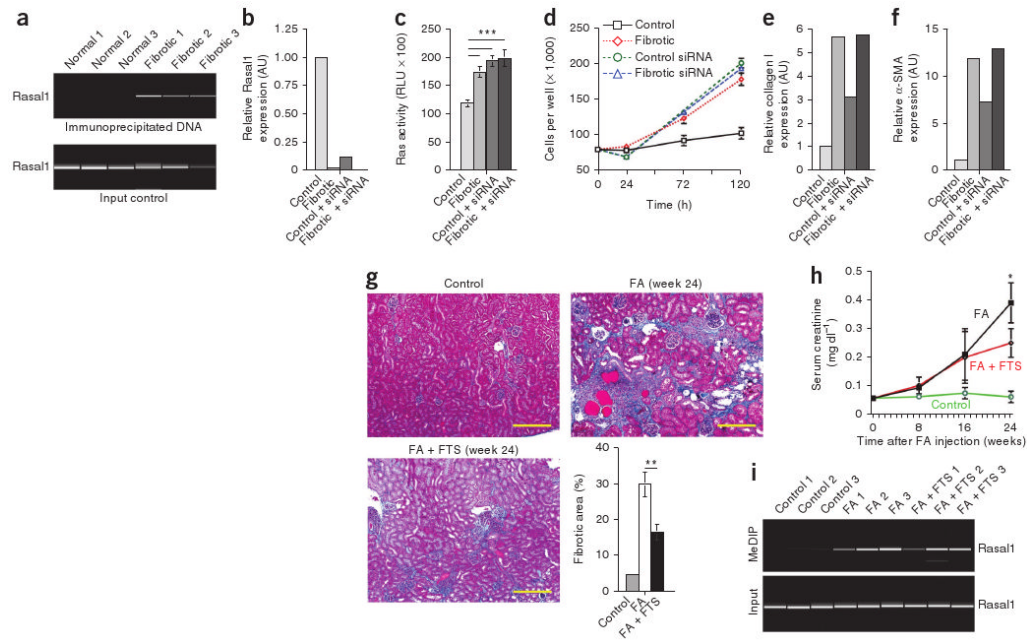 a
Normal 1
Normal 2
Normal 3
Fibrotic 1
Fibrotic 2
Fibrotic 3
Rasal1
Immunoprecipitated DNA
Rasal1
Input control
b
Relative Rasal1
expression (AU)
1.25
1.00
0.75
0.50
0.25
0
Control
Fibrotic
Control + siRNA
Fibrotic + siRNA
c
Ras activity (RLU × 100)
250
200
150
100
50
0
***
Control
Fibrotic
Control + siRNA
Fibrotic + siRNA
d
Control
Fibrotic
Control siRNA
Fibrotic siRNA
Cells per well (× 1,000)
250
200
150
100
50
0 24 72 120
Time (h)
e
Relative collagen I
expression (AU)
6
5
4
3
2
1
0
Control
Fibrotic
Control + siRNA
Fibrotic + siRNA
f
Relative α-SMA
expression (AU)
15
10
5
0
Control
Fibrotic
Control + siRNA
Fibrotic + siRNA
g
Control
FA (week 24)
FA + FTS (week 24)
Fibrotic area (%)
40
30
20
10
0
**
Control
FA
FA + FTS
h
Serum creatinine
(mg dl⁻¹)
0.5
0.4
0.3
0.2
0.1
0
*
FA
FA + FTS
Control
0 8 16 24
Time after FA injection (weeks)
i
Control 1
Control 2
Control 3
FA 1
FA 2
FA 3
FA + FTS 1
FA + FTS 2
FA + FTS 3
MeDIP
Rasal1
Input
Rasal1